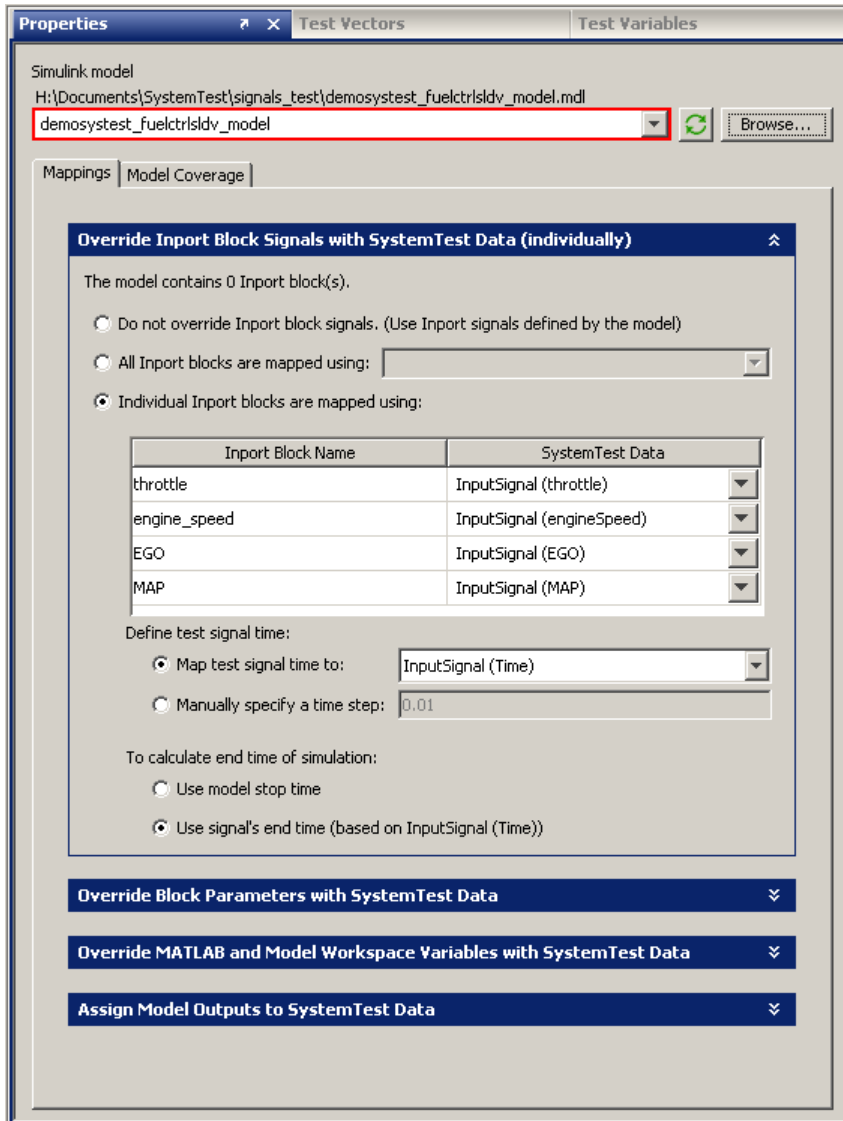 Properties Test Vectors Test Variables
Simulink model
H:\Documents\SystemTest\signals_test\demosystest_fuelctrlsldv_model.mdl
demosystest_fuelctrlsldv_model Browse...
Mappings Model Coverage
Override Inport Block Signals with SystemTest Data (individually)
The model contains 0 Inport block(s).
Do not override Inport block signals. (Use Inport signals defined by the model)
All Inport blocks are mapped using:
Individual Inport blocks are mapped using:
Inport Block Name SystemTest Data
throttle InputSignal (throttle)
engine_speed InputSignal (engineSpeed)
EGO InputSignal (EGO)
MAP InputSignal (MAP)
Define test signal time:
Map test signal time to: InputSignal (Time)
Manually specify a time step: 0.01
To calculate end time of simulation:
Use model stop time
Use signal's end time (based on InputSignal (Time))
Override Block Parameters with SystemTest Data
Override MATLAB and Model Workspace Variables with SystemTest Data
Assign Model Outputs to SystemTest Data